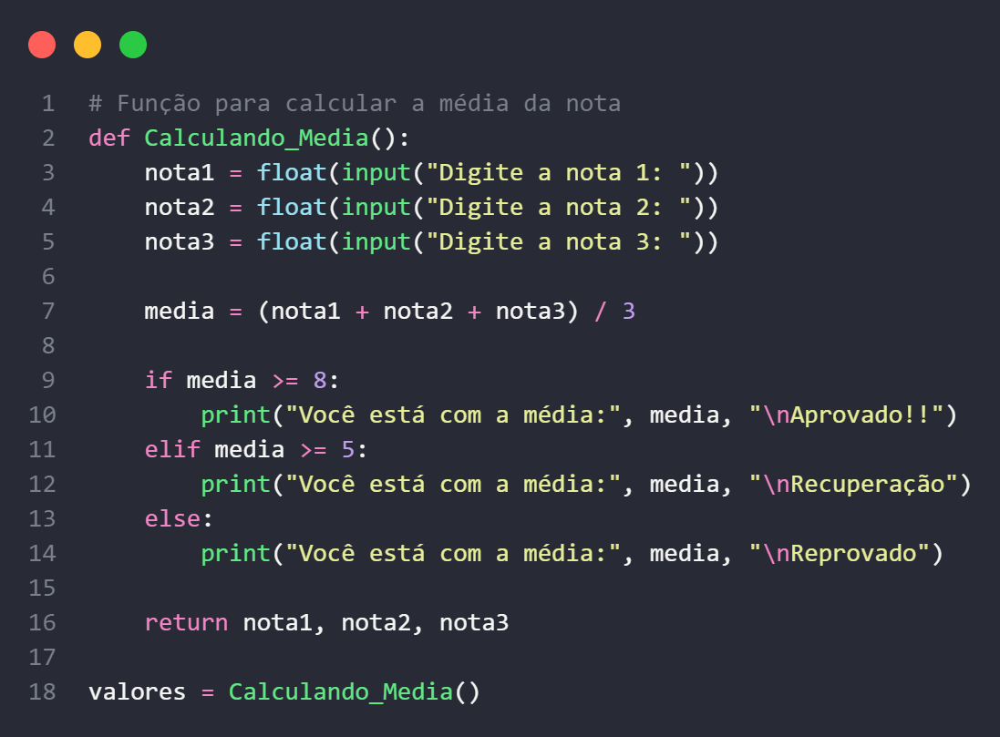 1 # Função para calcular a média da nota
2 def Calculando_Media():
3     nota1 = float(input("Digite a nota 1: "))
4     nota2 = float(input("Digite a nota 2: "))
5     nota3 = float(input("Digite a nota 3: "))
6
7     media = (nota1 + nota2 + nota3) / 3
8
9     if media >= 8:
10         print("Você está com a média:", media, "\nAprovado!!")
11     elif media >= 5:
12         print("Você está com a média:", media, "\nRecuperação")
13     else:
14         print("Você está com a média:", media, "\nReprovado")
15
16     return nota1, nota2, nota3
17
18 valores = Calculando_Media()